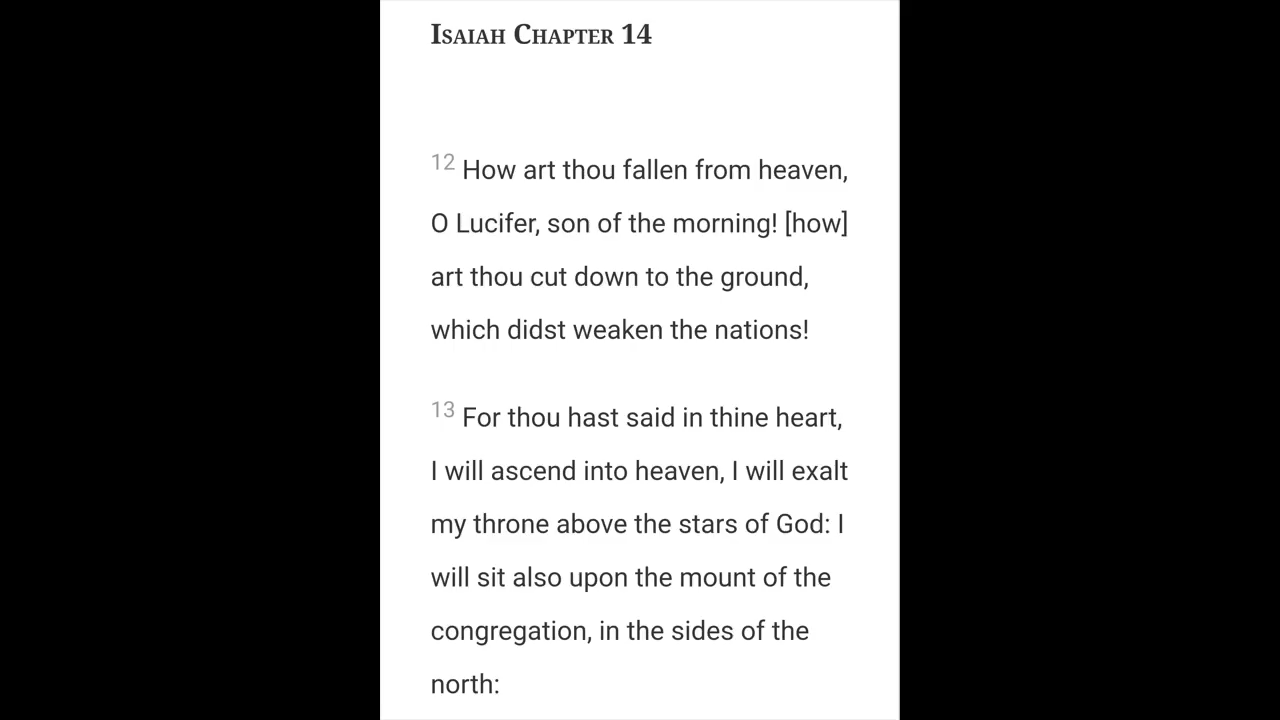 Isaiah Chapter 14
12 How art thou fallen from heaven,
O Lucifer, son of the morning! [how]
art thou cut down to the ground,
which didst weaken the nations!
13 For thou hast said in thine heart,
I will ascend into heaven, I will exalt
my throne above the stars of God: I
will sit also upon the mount of the
congregation, in the sides of the
north: